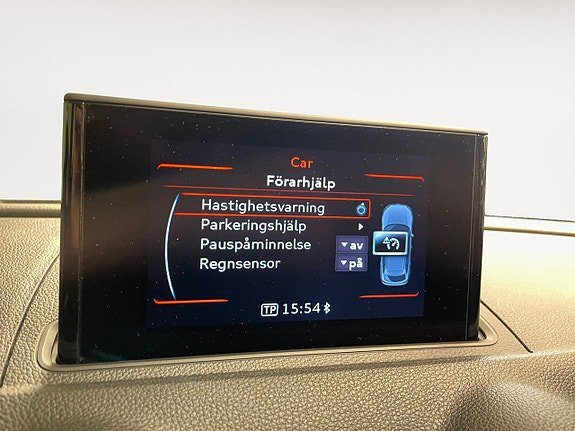 Car
Förarhjälp
Hastighetsvarning
Parkeringshjälp
Pauspåminnelse av
Regnsensor på
TP 15:54